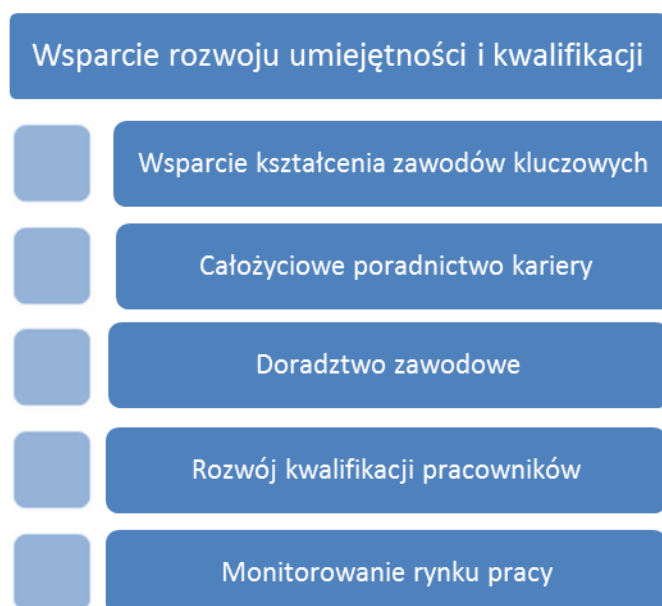 Wsparcie rozwoju umiejętności i kwalifikacji
Wsparcie kształcenia zawodów kluczowych
Całożyciowe poradnictwo kariery
Doradztwo zawodowe
Rozwój kwalifikacji pracowników
Monitorowanie rynku pracy